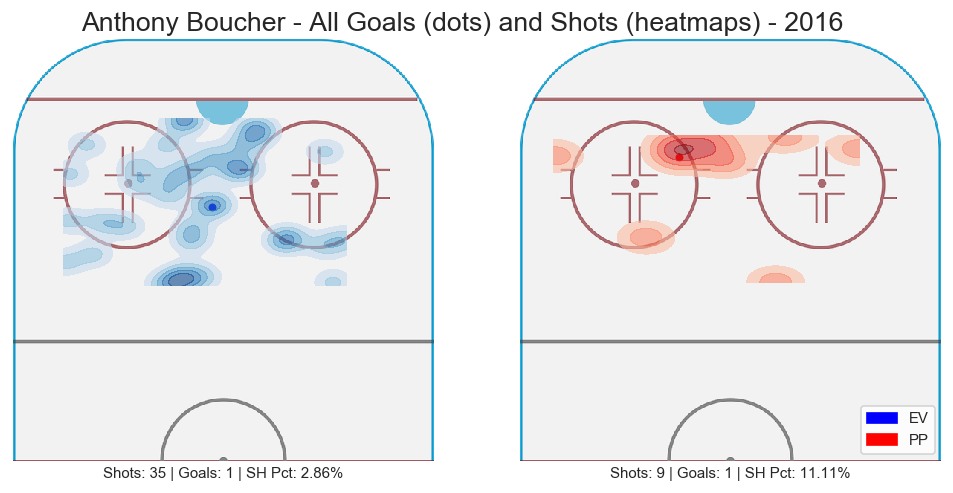 Anthony Boucher - All Goals (dots) and Shots (heatmaps) - 2016
EV
PP
Shots: 35 | Goals: 1 | SH Pct: 2.86%
Shots: 9 | Goals: 1 | SH Pct: 11.11%